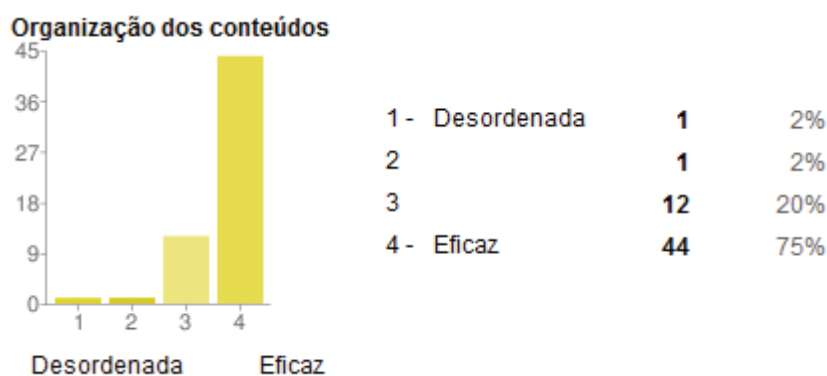 Organização dos conteúdos
45
36
27
18
9
0
1 2 3 4
Desordenada Eficaz
1 - Desordenada 1 2%
2 1 2%
3 12 20%
4 - Eficaz 44 75%